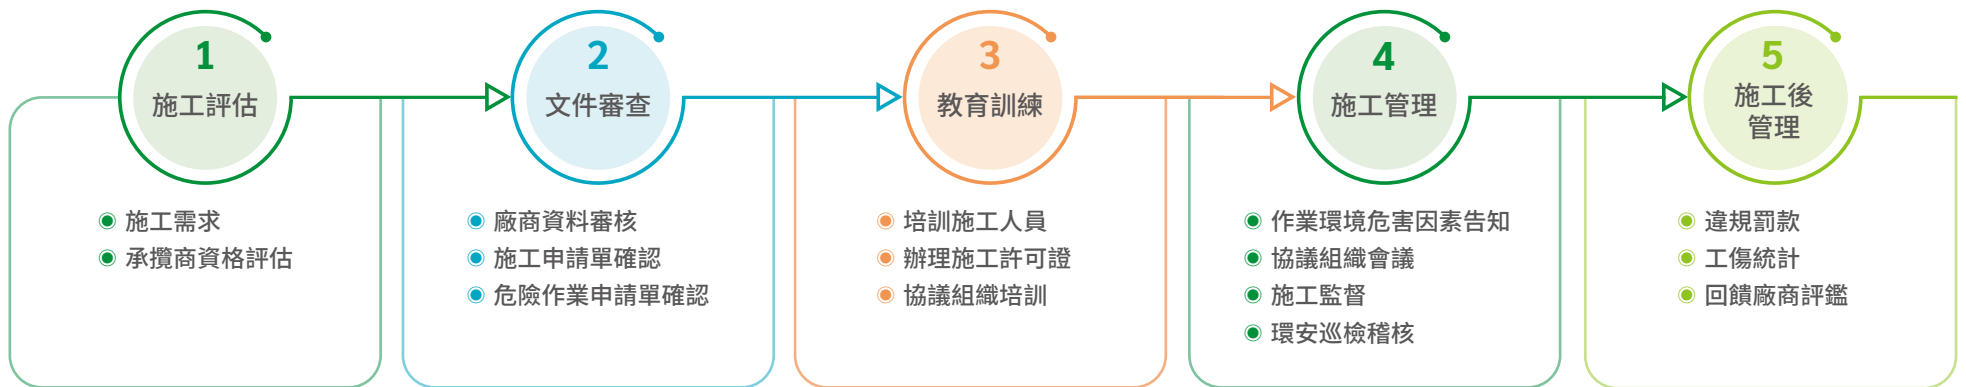 1
施工評估
施工需求
承攬商資格評估
2
文件審查
廠商資料審核
施工申請單確認
危險作業申請單確認
3
教育訓練
培訓施工人員
辦理施工許可證
協議組織培訓
4
施工管理
作業環境危害因素告知
協議組織會議
施工監督
環安巡檢稽核
5
施工後
管理
違規罰款
工傷統計
回饋廠商評鑑